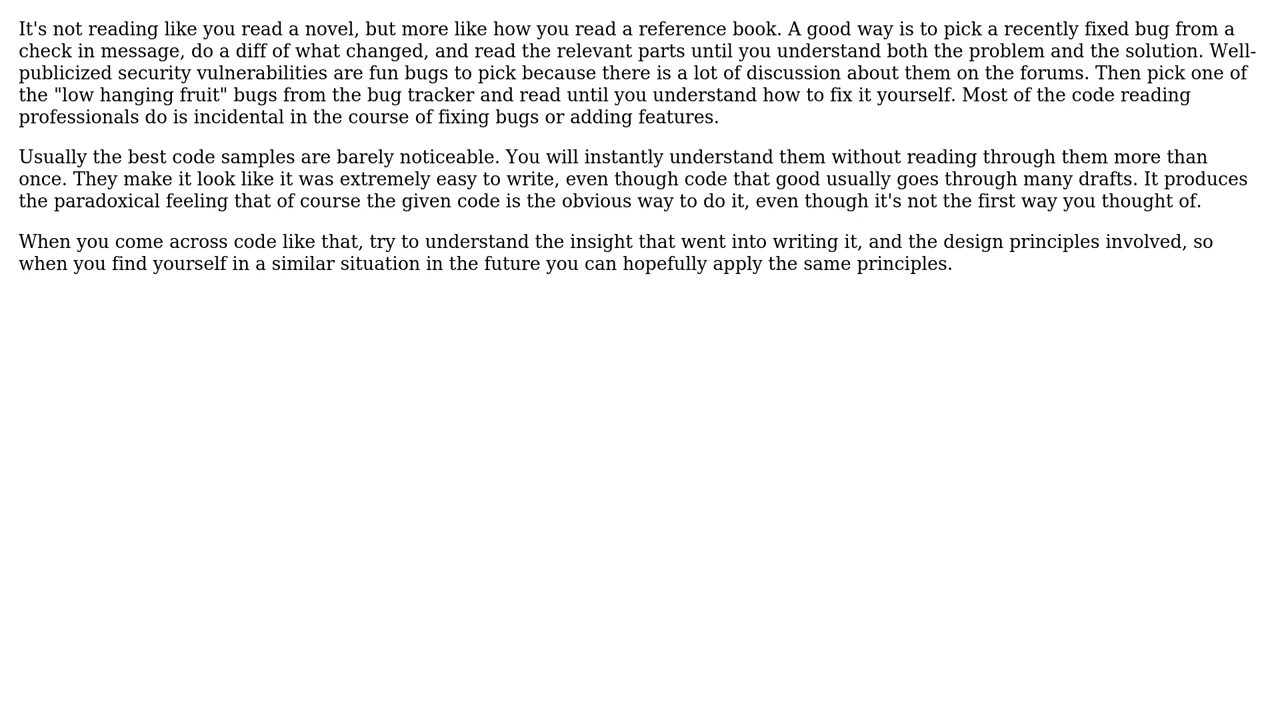 It's not reading like you read a novel, but more like how you read a reference book. A good way is to pick a recently fixed bug from a
check in message, do a diff of what changed, and read the relevant parts until you understand both the problem and the solution. Well-
publicized security vulnerabilities are fun bugs to pick because there is a lot of discussion about them on the forums. Then pick one of
the "low hanging fruit" bugs from the bug tracker and read until you understand how to fix it yourself. Most of the code reading
professionals do is incidental in the course of fixing bugs or adding features.
Usually the best code samples are barely noticeable. You will instantly understand them without reading through them more than
once. They make it look like it was extremely easy to write, even though code that good usually goes through many drafts. It produces
the paradoxical feeling that of course the given code is the obvious way to do it, even though it's not the first way you thought of.
When you come across code like that, try to understand the insight that went into writing it, and the design principles involved, so
when you find yourself in a similar situation in the future you can hopefully apply the same principles.